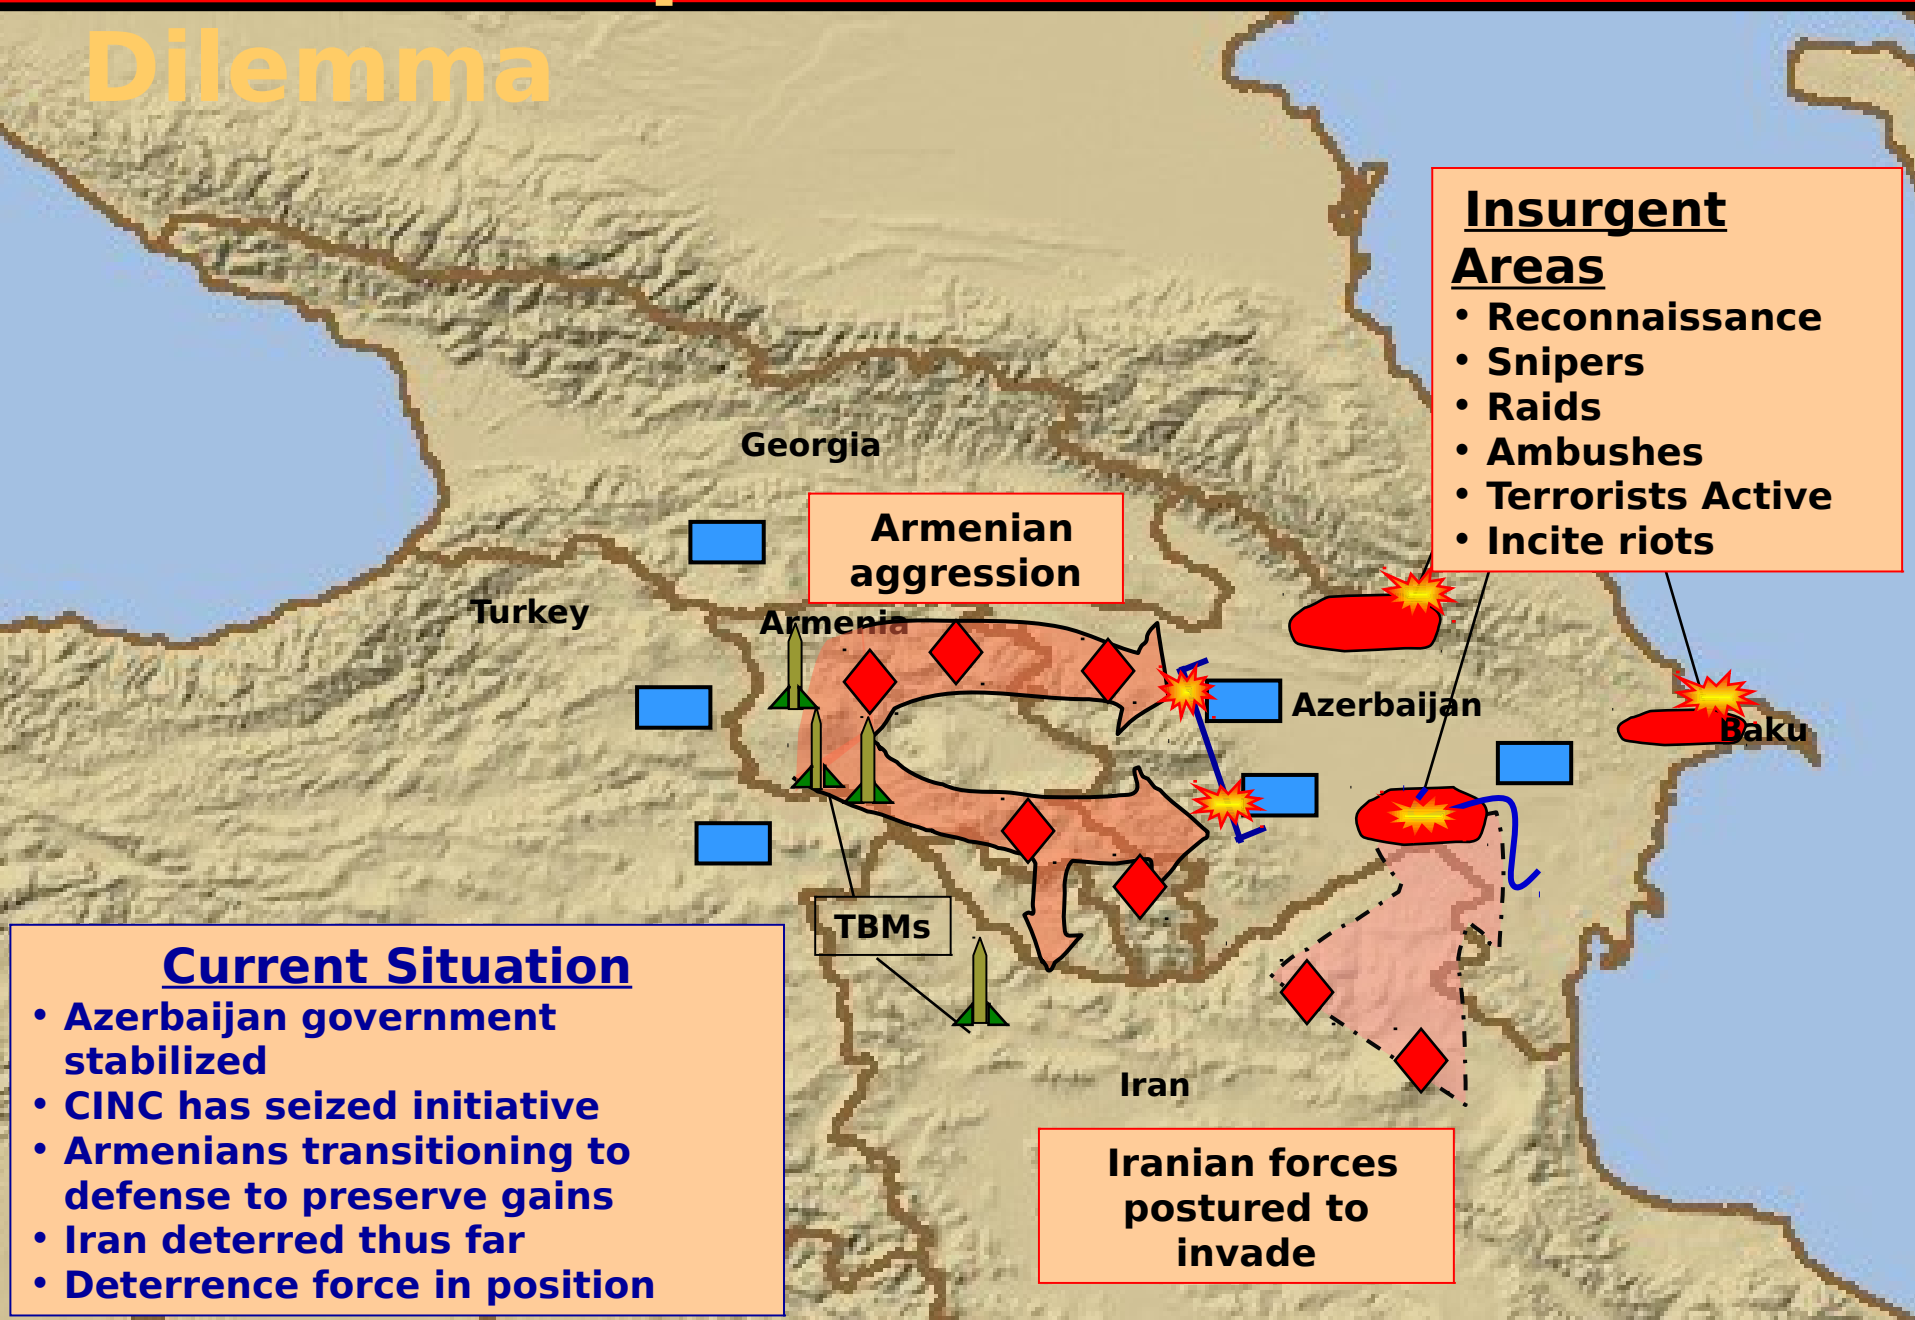 Dilemma
Insurgent
Areas
• Reconnaissance
• Snipers
• Raids
• Ambushes
• Terrorists Active
• Incite riots
Georgia
Armenian
aggression
Turkey
Armenia
Azerbaijan
Baku
TBMs
Current Situation
• Azerbaijan government
stabilized
• CINC has seized initiative
• Armenians transitioning to
defense to preserve gains
• Iran deterred thus far
• Deterrence force in position
Iran
Iranian forces
postured to
invade